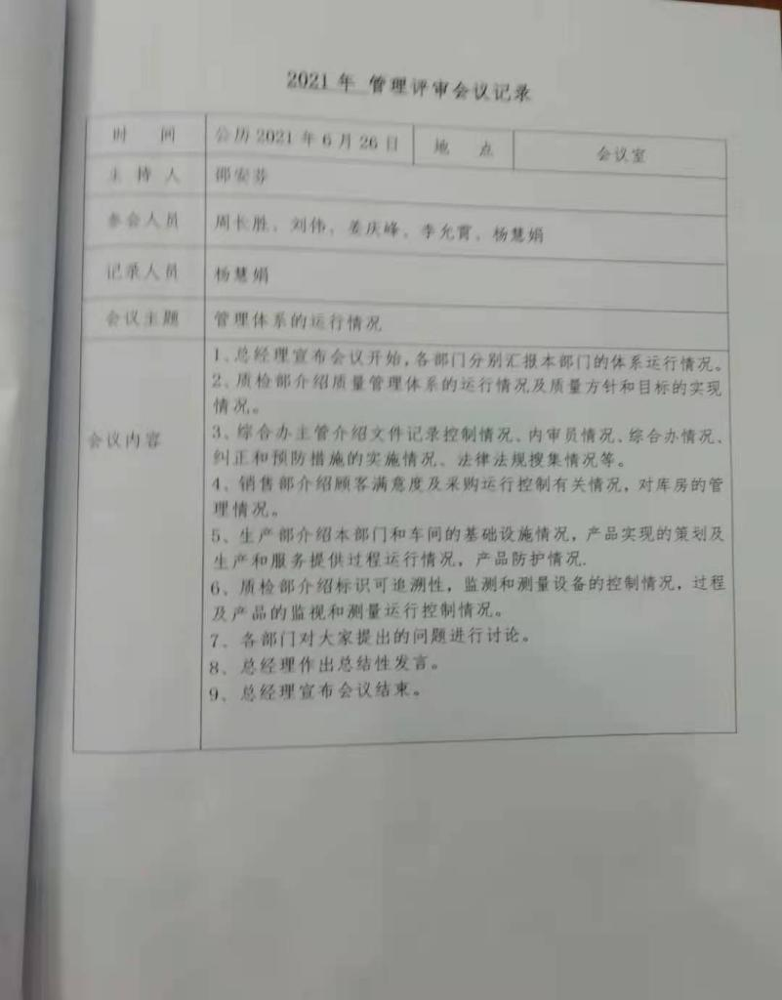 2021 年 管理评审会议记录
时 间 公历 2021 年 6 月 26 日 地 点 会议室
主 持 人 邵安芬
参会人员 周长胜、刘伟、姜庆峰、李允霄、杨慧娟
记录人员 杨慧娟
会议主题 管理体系的运行情况
会议内容
1、总经理宣布会议开始,各部门分别汇报本部门的体系运行情况。
2、质检部介绍质量管理体系的运行情况及质量方针和目标的实现
情况。
3、综合办主管介绍文件记录控制情况、内审员情况、综合办情况、
纠正和预防措施的实施情况、法律法规搜集情况等。
4、销售部介绍顾客满意度及采购运行控制有关情况，对库房的管
理情况。
5、生产部介绍本部门和车间的基础设施情况，产品实现的策划及
生产和服务提供过程运行情况，产品防护情况.
6、质检部介绍标识可追溯性，监测和测量设备的控制情况，过程
及产品的监视和测量运行控制情况。
7、各部门对大家提出的问题进行讨论。
8、总经理作出总结性发言。
9、总经理宣布会议结束。